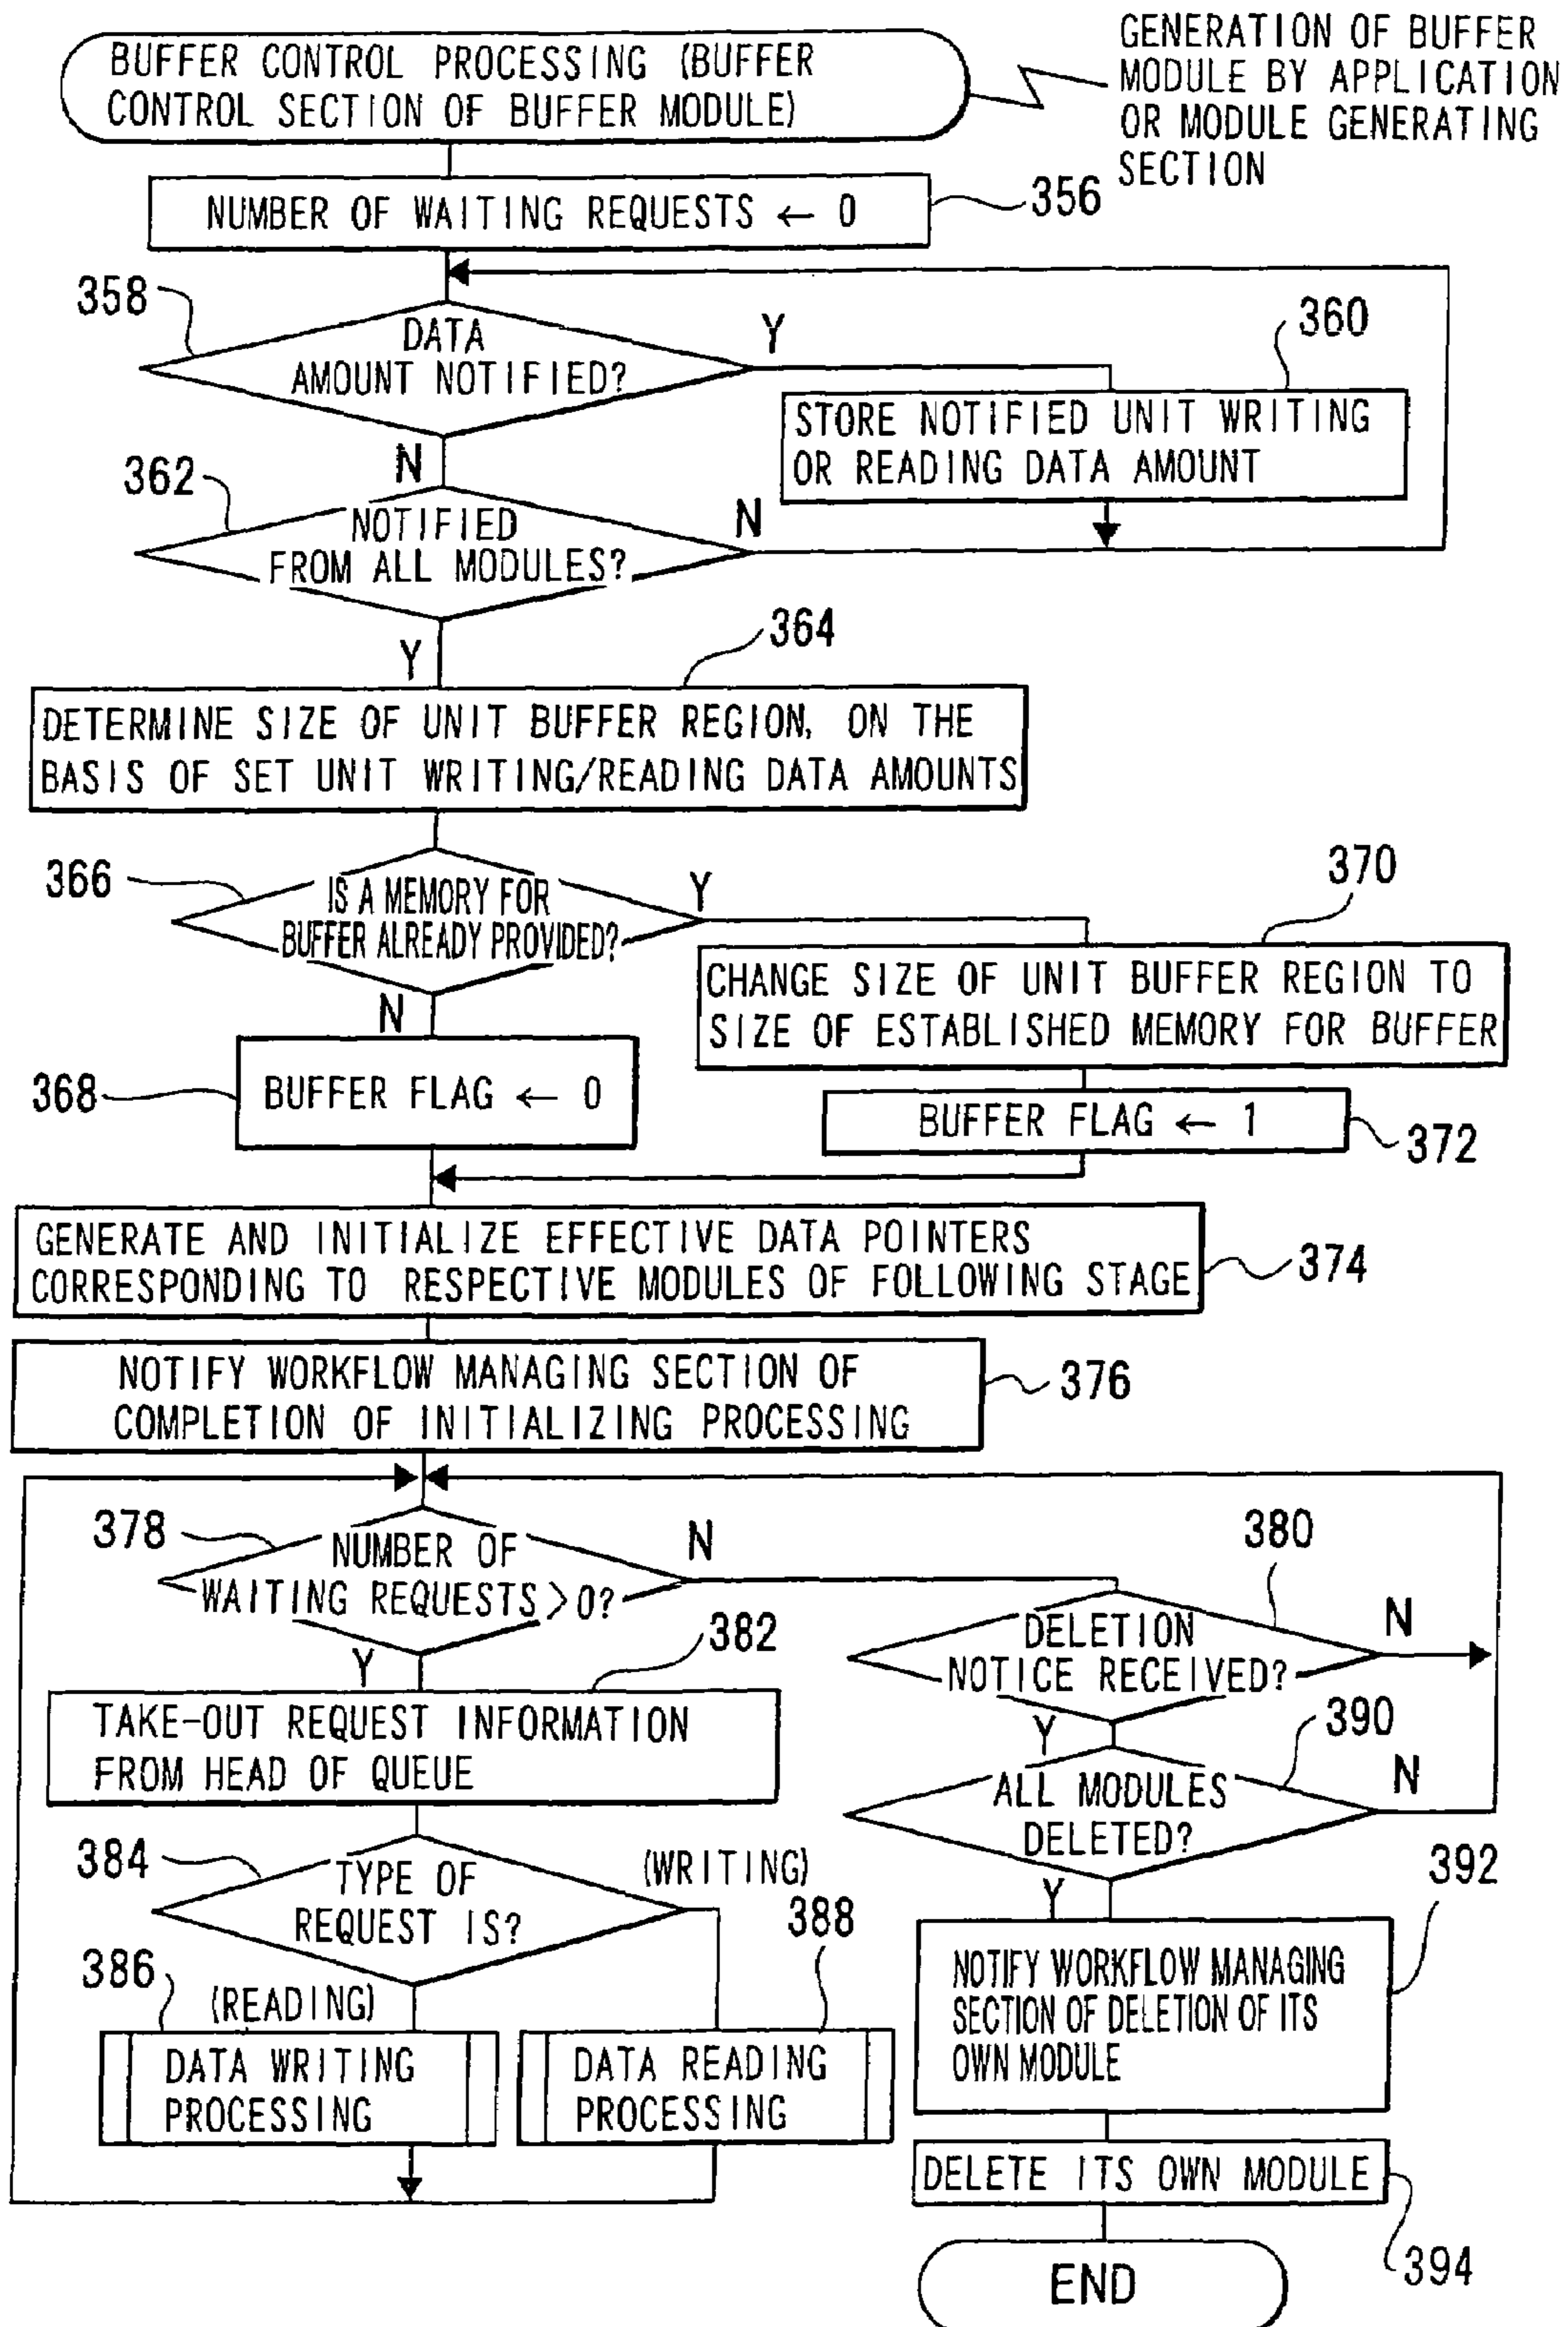 BUFFER CONTROL PROCESSING (BUFFER
CONTROL SECTION OF BUFFER MODULE)
GENERATION OF BUFFER
MODULE BY APPLICATION
OR MODULE GENERATING
SECTION
NUMBER OF WAITING REQUESTS ← 0
356
358
DATA
AMOUNT NOTIFIED?
Y
360
STORE NOTIFIED UNIT WRITING
OR READING DATA AMOUNT
N
362
NOTIFIED
FROM ALL MODULES?
N
Y
364
DETERMINE SIZE OF UNIT BUFFER REGION, ON THE
BASIS OF SET UNIT WRITING/READING DATA AMOUNTS
366
IS A MEMORY FOR
BUFFER ALREADY PROVIDED?
Y
370
CHANGE SIZE OF UNIT BUFFER REGION TO
SIZE OF ESTABLISHED MEMORY FOR BUFFER
N
368
BUFFER FLAG ← 0
BUFFER FLAG ← 1
372
GENERATE AND INITIALIZE EFFECTIVE DATA POINTERS
CORRESPONDING TO RESPECTIVE MODULES OF FOLLOWING STAGE
374
NOTIFY WORKFLOW MANAGING SECTION OF
COMPLETION OF INITIALIZING PROCESSING
376
378
NUMBER OF
WAITING REQUESTS >0?
N
380
DELETION
NOTICE RECEIVED?
N
Y
382
TAKE-OUT REQUEST INFORMATION
FROM HEAD OF QUEUE
Y
390
ALL MODULES
DELETED?
N
384
TYPE OF
REQUEST IS?
(WRITING)
388
386
(READING)
DATA WRITING
PROCESSING
DATA READING
PROCESSING
Y
392
NOTIFY WORKFLOW MANAGING
SECTION OF DELETION OF ITS
OWN MODULE
DELETE ITS OWN MODULE
394
END